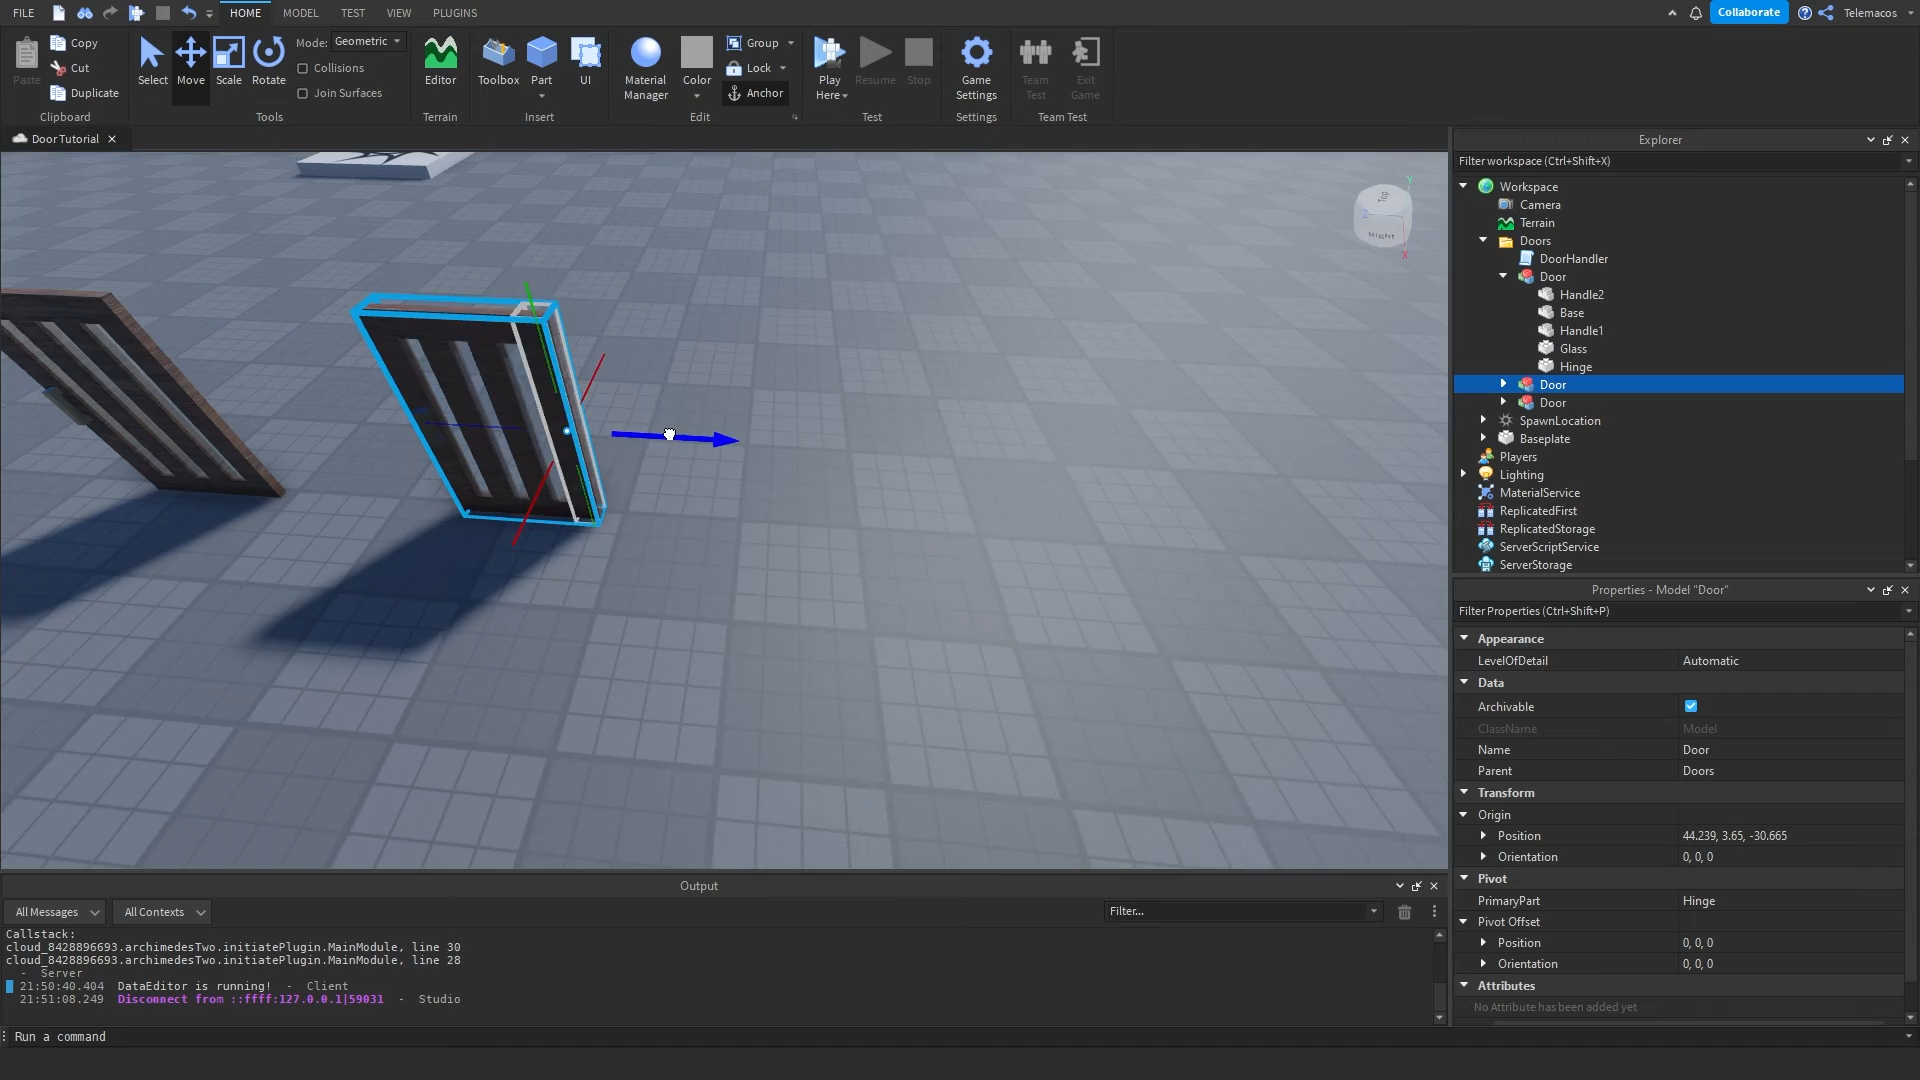 FILE HOME MODEL TEST VIEW PLUGINS Collaborate Telemacos
Paste Copy Cut Duplicate Clipboard
Select Move Scale Rotate Mode: Geometric Collisions Join Surfaces Tools
Editor Terrain
Toolbox Part UI Insert
Material Manager Color Group Lock Anchor Edit
Play Here Resume Stop Test
Game Settings Settings
Team Test Exit Game Team Test
Door Tutorial
Top
Right
Y
Z
X
Explorer
Filter workspace (Ctrl+Shift+X)
Workspace
Camera
Terrain
Doors
DoorHandler
Door
Handle2
Base
Handle1
Glass
Hinge
Door
Door
SpawnLocation
Baseplate
Players
Lighting
MaterialService
ReplicatedFirst
ReplicatedStorage
ServerScriptService
ServerStorage
Properties - Model "Door"
Filter Properties (Ctrl+Shift+P)
Appearance
LevelOfDetail Automatic
Data
Archivable
ClassName Model
Name Door
Parent Doors
Transform
Origin
Position 44.239, 3.65, -30.665
Orientation 0, 0, 0
Pivot
PrimaryPart Hinge
Pivot Offset
Position 0, 0, 0
Orientation 0, 0, 0
Attributes
No Attribute has been added yet
Output
All Messages All Contexts Filter...
Callstack:
cloud_8428896693.archimedesTwo.initiatePlugin.MainModule, line 30
cloud_8428896693.archimedesTwo.initiatePlugin.MainModule, line 28
- Server
21:50:40.404 DataEditor is running! - Client
21:51:08.249 Disconnect from ::ffff:127.0.0.1|59031 - Studio
Run a command